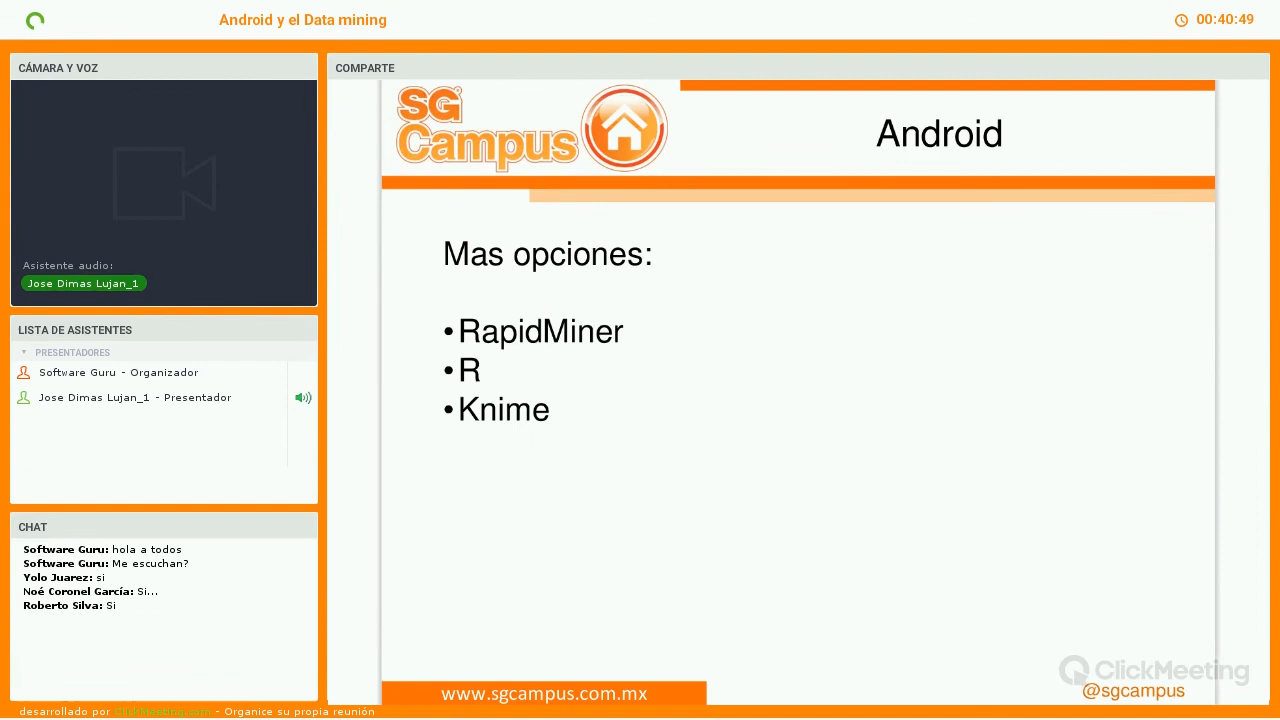 Android y el Data mining
00:40:49
CÁMARA Y VOZ
Asistente audio:
Jose Dimas Lujan_1
LISTA DE ASISTENTES
PRESENTADORES
Software Guru - Organizador
Jose Dimas Lujan_1 - Presentador
CHAT
Software Guru: hola a todos
Software Guru: Me escuchan?
Yolo Juarez: si
Noé Coronel García: Si...
Roberto Silva: Si
desarrollado por ClickMeeting.com - Organice su propia reunión
COMPARTE
SG
Campus
Android
Mas opciones:
•RapidMiner
•R
•Knime
www.sgcampus.com.mx
ClickMeeting
@sgcampus